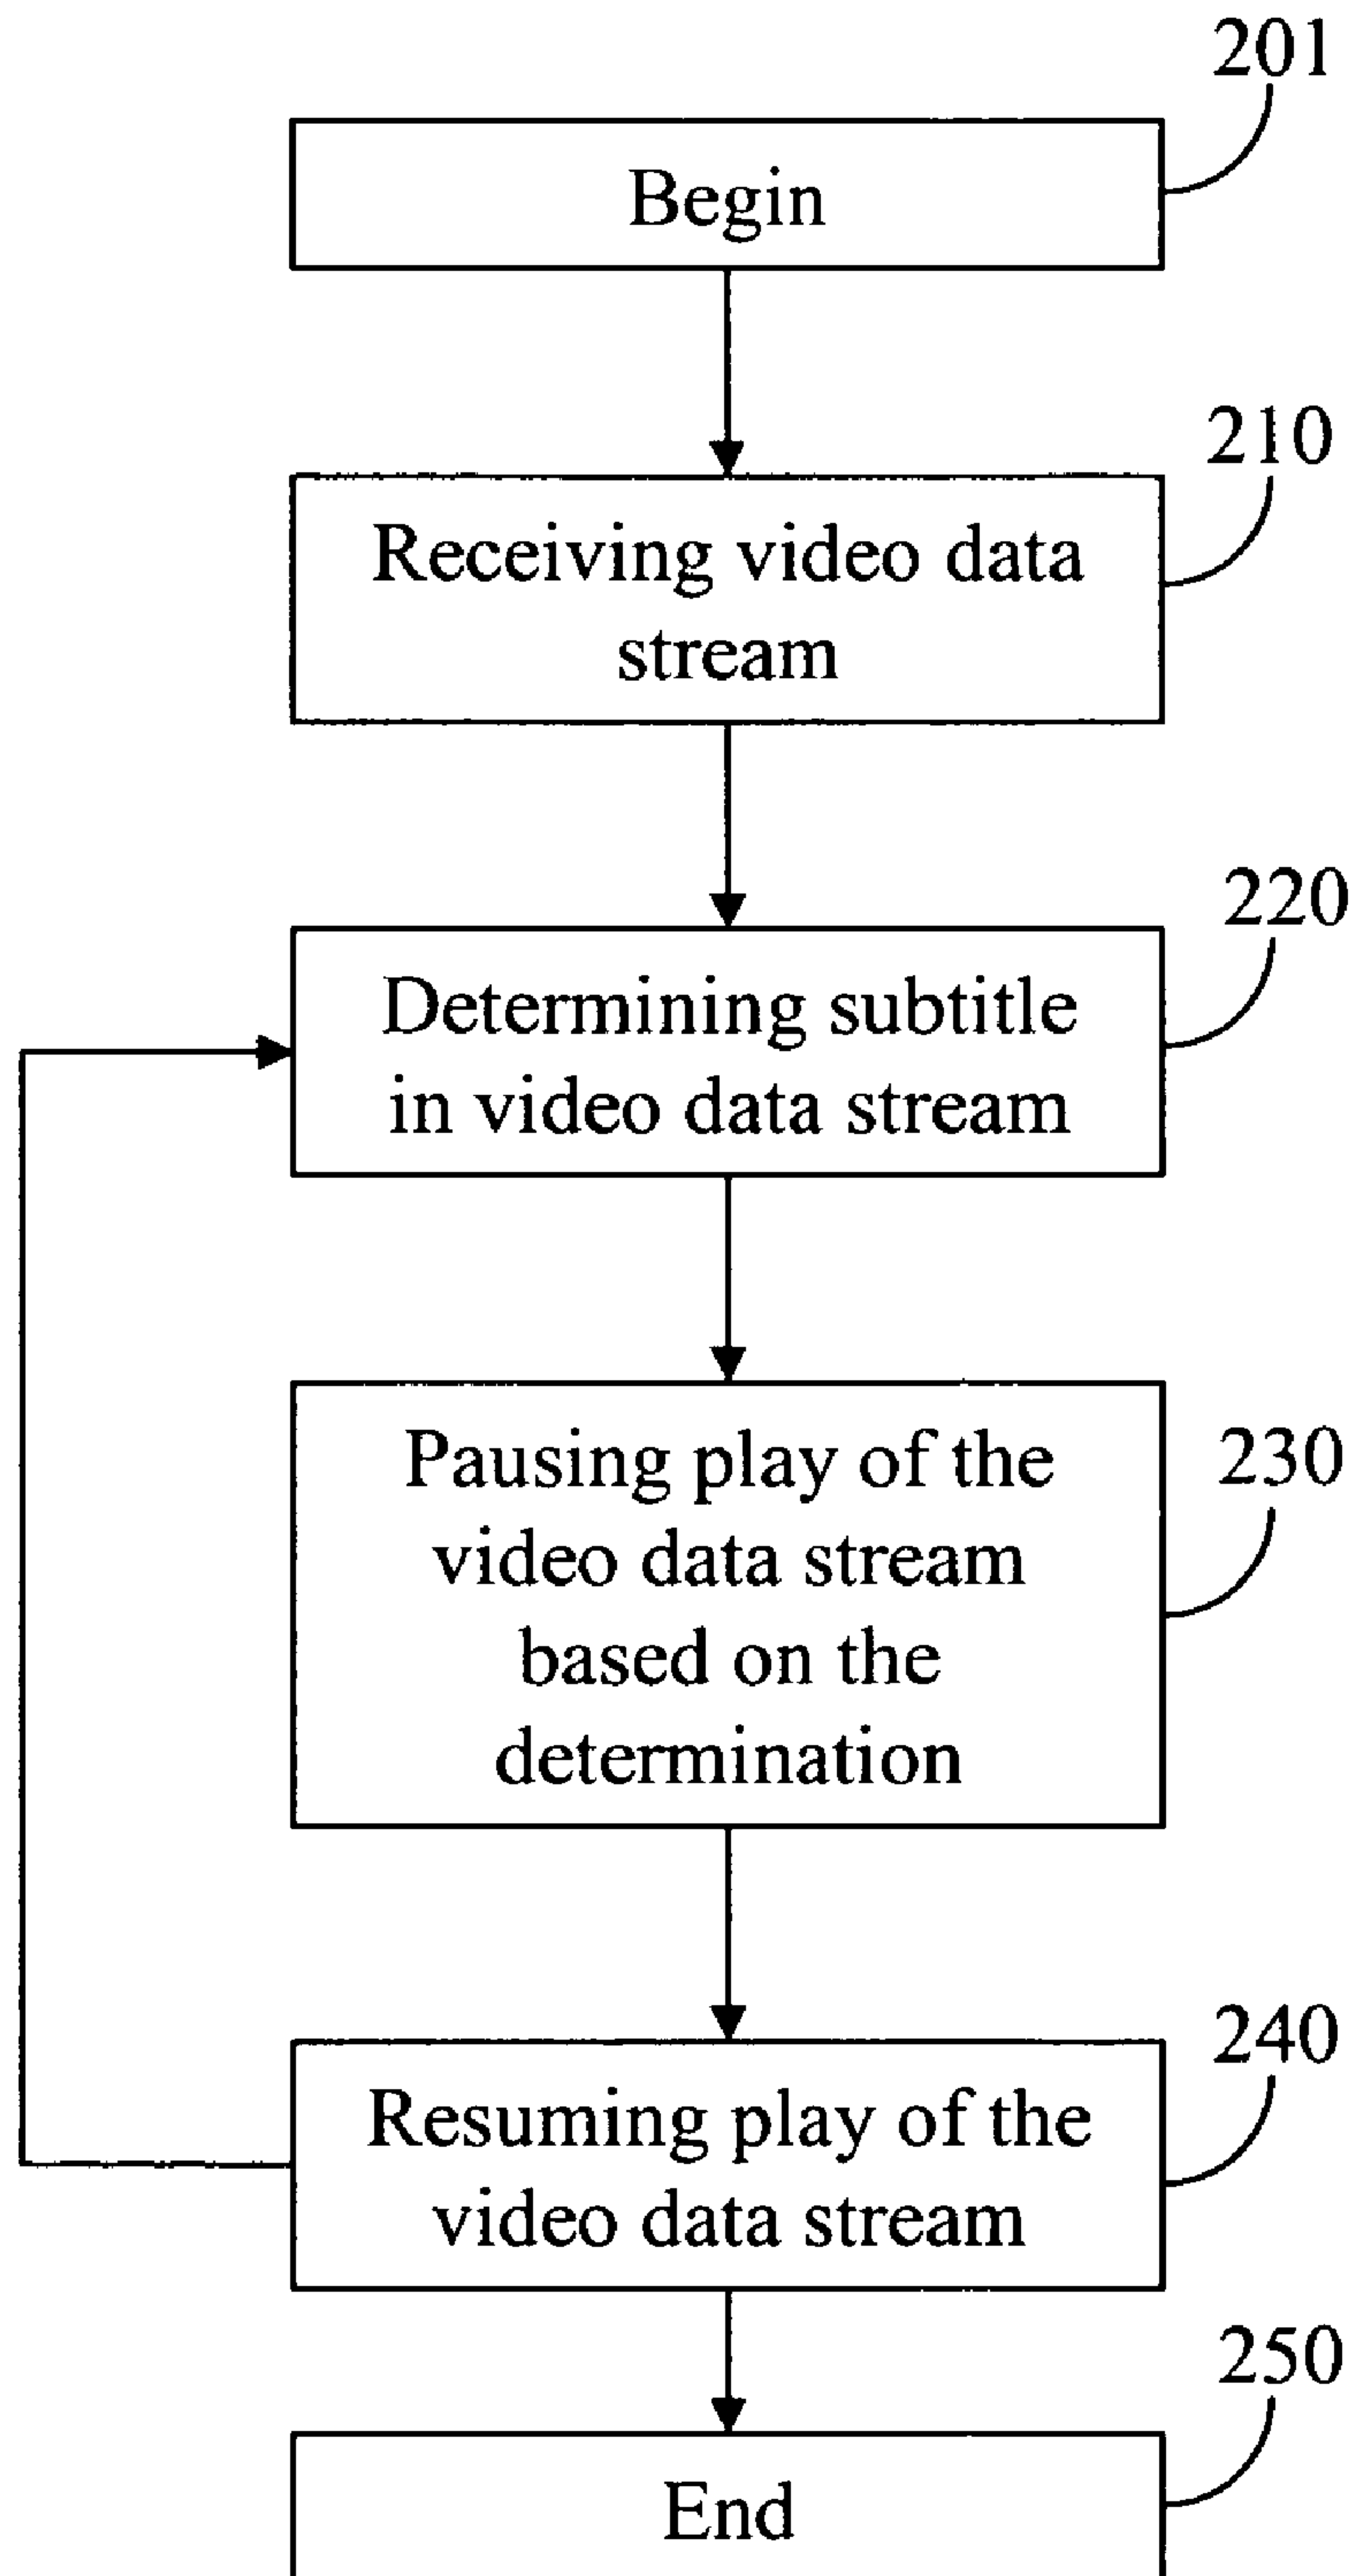 201
Begin
210
Receiving video data
stream
220
Determining subtitle
in video data stream
230
Pausing play of the
video data stream
based on the
determination
240
Resuming play of the
video data stream
250
End